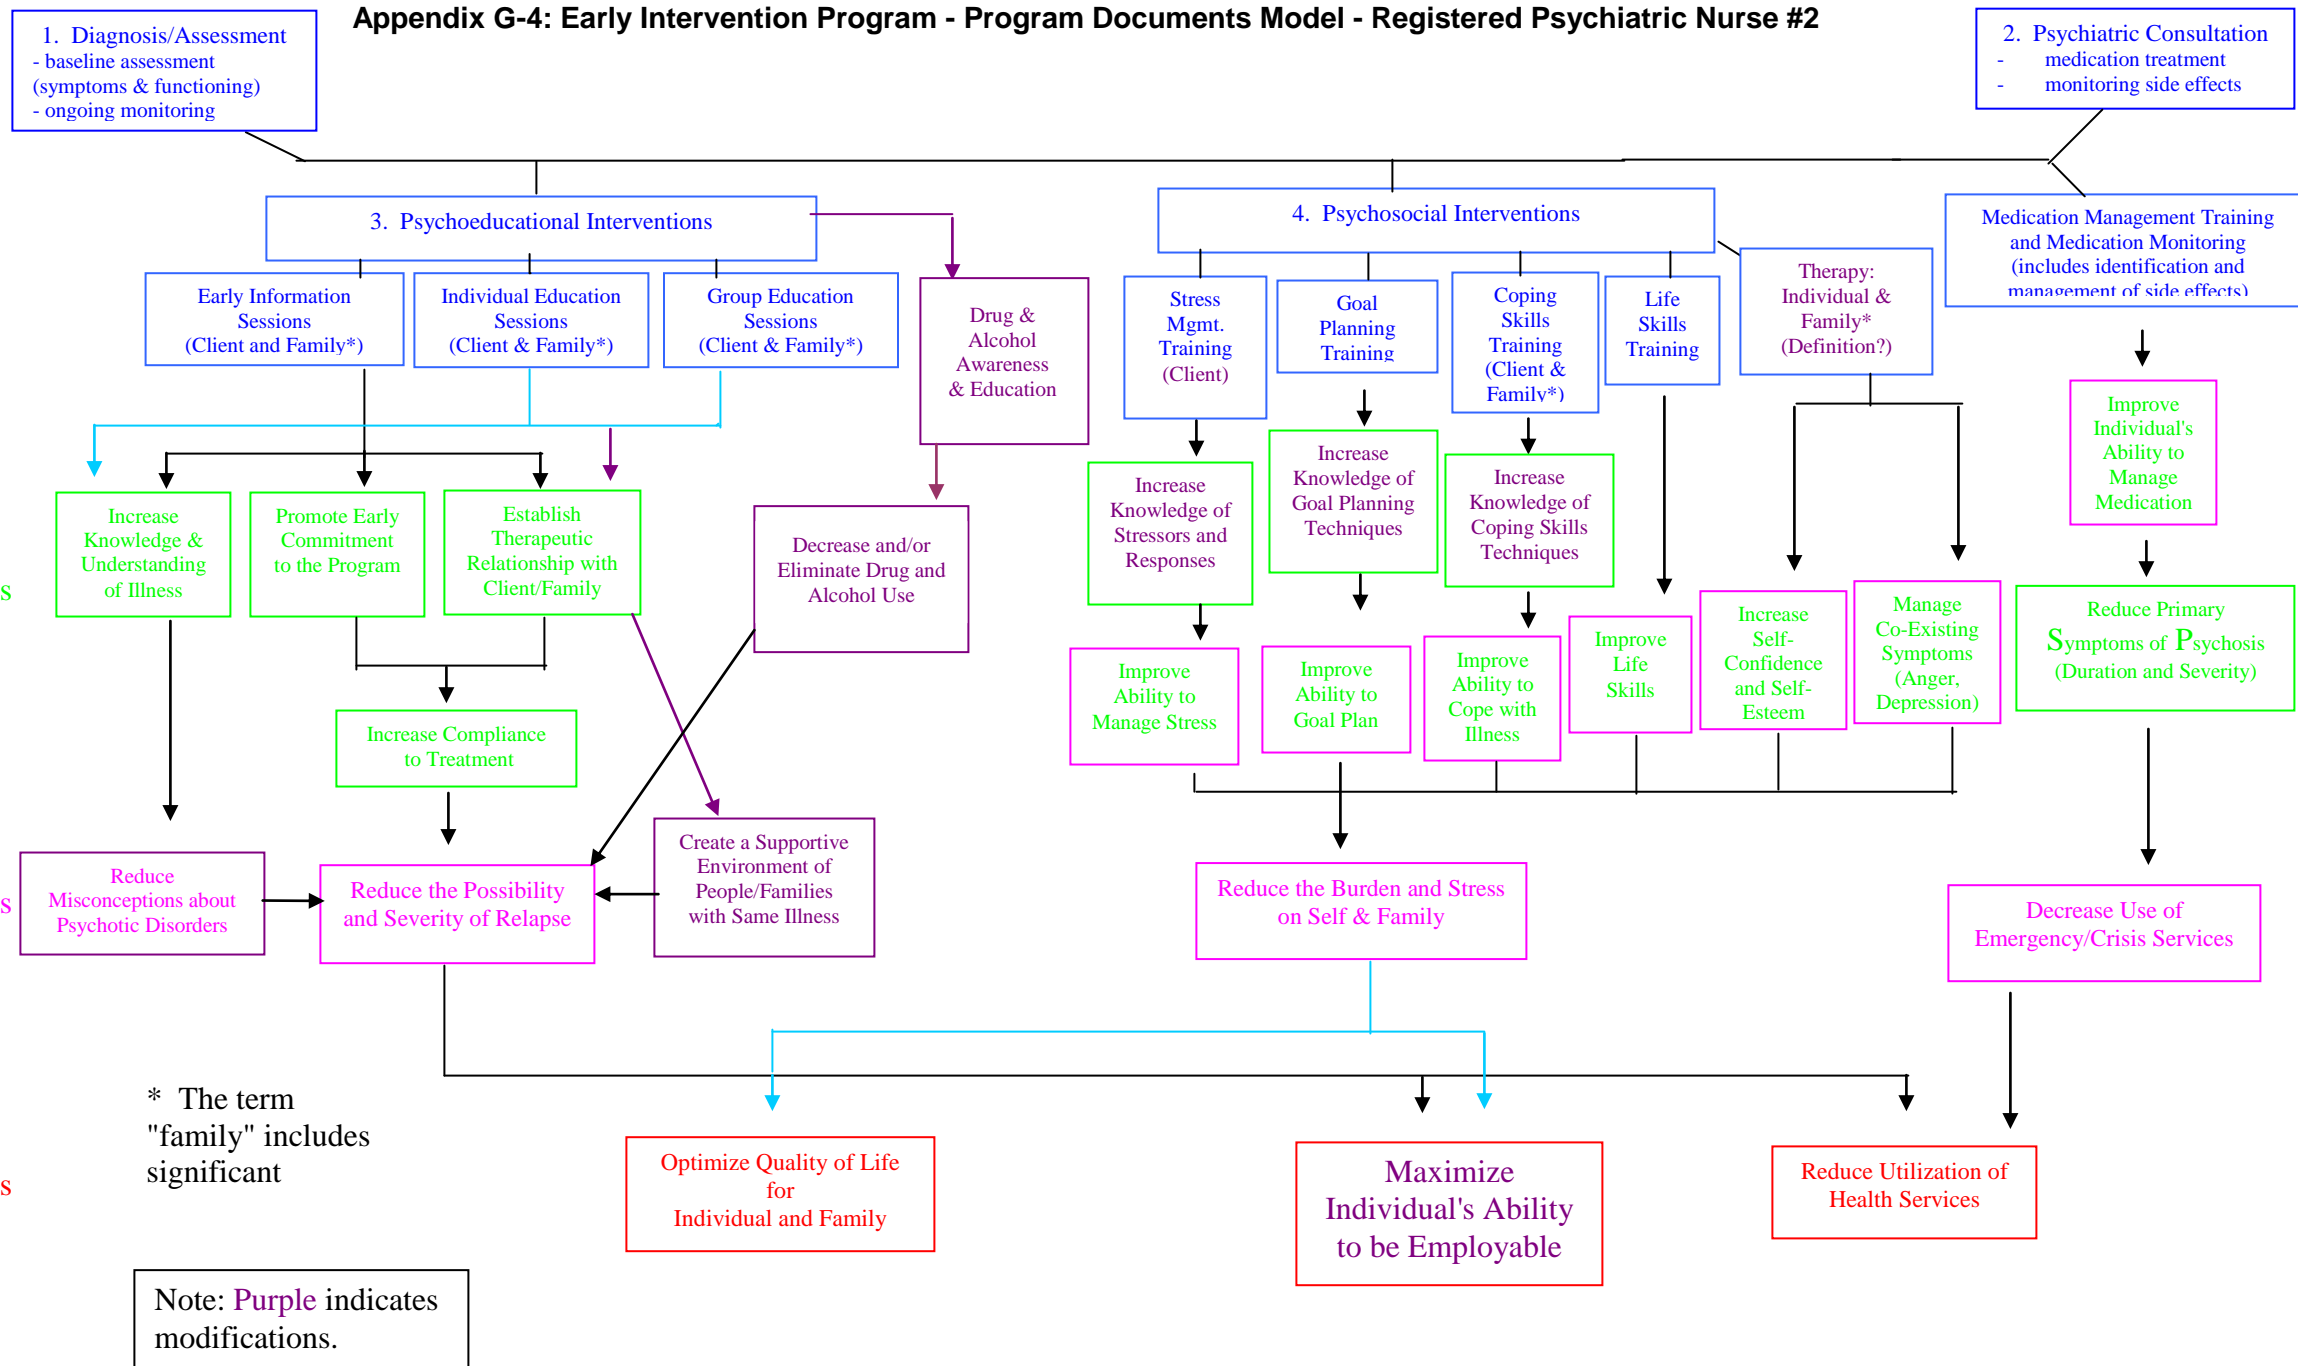 Appendix G-4: Early Intervention Program - Program Documents Model - Registered Psychiatric Nurse #2
1. Diagnosis/Assessment
- baseline assessment
(symptoms & functioning)
- ongoing monitoring
2. Psychiatric Consultation
- medication treatment
- monitoring side effects
3. Psychoeducational Interventions
4. Psychosocial Interventions
Medication Management Training
and Medication Monitoring
(includes identification and
management of side effects)
Early Information
Sessions
(Client and Family*)
Individual Education
Sessions
(Client & Family*)
Group Education
Sessions
(Client & Family*)
Drug &
Alcohol
Awareness
& Education
Stress
Mgmt.
Training
(Client)
Goal
Planning
Training
Coping
Skills
Training
(Client &
Family*)
Life
Skills
Training
Therapy:
Individual &
Family*
(Definition?)
Increase
Knowledge &
Understanding
of Illness
Promote Early
Commitment
to the Program
Establish
Therapeutic
Relationship with
Client/Family
Decrease and/or
Eliminate Drug and
Alcohol Use
Increase
Knowledge of
Stressors and
Responses
Increase
Knowledge of
Goal Planning
Techniques
Increase
Knowledge of
Coping Skills
Techniques
Improve
Individual's
Ability to
Manage
Medication
s
Increase Compliance
to Treatment
Improve
Ability to
Manage Stress
Improve
Ability to
Goal Plan
Improve
Ability to
Cope with
Illness
Improve
Life
Skills
Increase
Self-
Confidence
and Self-
Esteem
Manage
Co-Existing
Symptoms
(Anger,
Depression)
Reduce Primary
Symptoms of Psychosis
(Duration and Severity)
s
Reduce
Misconceptions about
Psychotic Disorders
Reduce the Possibility
and Severity of Relapse
Create a Supportive
Environment of
People/Families
with Same Illness
Reduce the Burden and Stress
on Self & Family
Decrease Use of
Emergency/Crisis Services
* The term
"family" includes
significant
s
Optimize Quality of Life
for
Individual and Family
Maximize
Individual's Ability
to be Employable
Reduce Utilization of
Health Services
Note: Purple indicates
modifications.